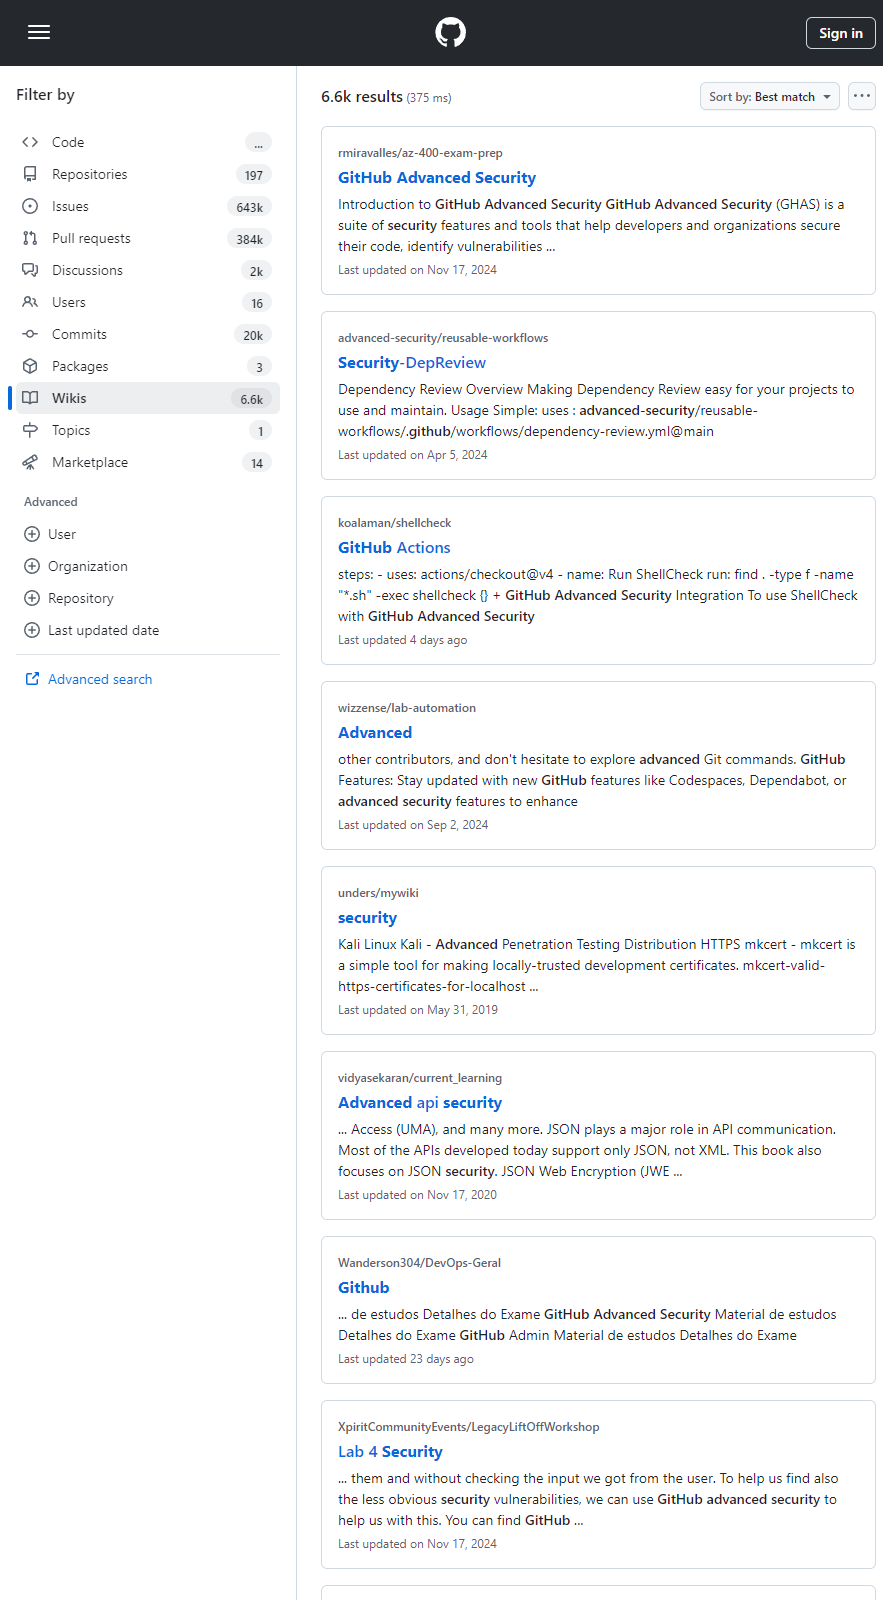 Sign in
Filter by
Code ...
Repositories 197
Issues 643k
Pull requests 384k
Discussions 2k
Users 16
Commits 20k
Packages 3
Wikis 6.6k
Topics 1
Marketplace 14
Advanced
User
Organization
Repository
Last updated date
Advanced search
6.6k results (375 ms)
Sort by: Best match
rmiravalles/az-400-exam-prep
GitHub Advanced Security
Introduction to GitHub Advanced Security GitHub Advanced Security (GHAS) is a
suite of security features and tools that help developers and organizations secure
their code, identify vulnerabilities ...
Last updated on Nov 17, 2024
advanced-security/reusable-workflows
Security-DepReview
Dependency Review Overview Making Dependency Review easy for your projects to
use and maintain. Usage Simple: uses : advanced-security/reusable-
workflows/.github/workflows/dependency-review.yml@main
Last updated on Apr 5, 2024
koalaman/shellcheck
GitHub Actions
steps: - uses: actions/checkout@v4 - name: Run ShellCheck run: find . -type f -name
"*.sh" -exec shellcheck {} + GitHub Advanced Security Integration To use ShellCheck
with GitHub Advanced Security
Last updated 4 days ago
wizzense/lab-automation
Advanced
other contributors, and don't hesitate to explore advanced Git commands. GitHub
Features: Stay updated with new GitHub features like Codespaces, Dependabot, or
advanced security features to enhance
Last updated on Sep 2, 2024
unders/mywiki
security
Kali Linux Kali - Advanced Penetration Testing Distribution HTTPS mkcert - mkcert is
a simple tool for making locally-trusted development certificates. mkcert-valid-
https-certificates-for-localhost ...
Last updated on May 31, 2019
vidyasekaran/current_learning
Advanced api security
... Access (UMA), and many more. JSON plays a major role in API communication.
Most of the APIs developed today support only JSON, not XML. This book also
focuses on JSON security. JSON Web Encryption (JWE ...
Last updated on Nov 17, 2020
Wanderson304/DevOps-Geral
Github
... de estudos Detalhes do Exame GitHub Advanced Security Material de estudos
Detalhes do Exame GitHub Admin Material de estudos Detalhes do Exame
Last updated 23 days ago
XpiritCommunityEvents/LegacyLiftOffWorkshop
Lab 4 Security
... them and without checking the input we got from the user. To help us find also
the less obvious security vulnerabilities, we can use GitHub advanced security to
help us with this. You can find GitHub ...
Last updated on Nov 17, 2024